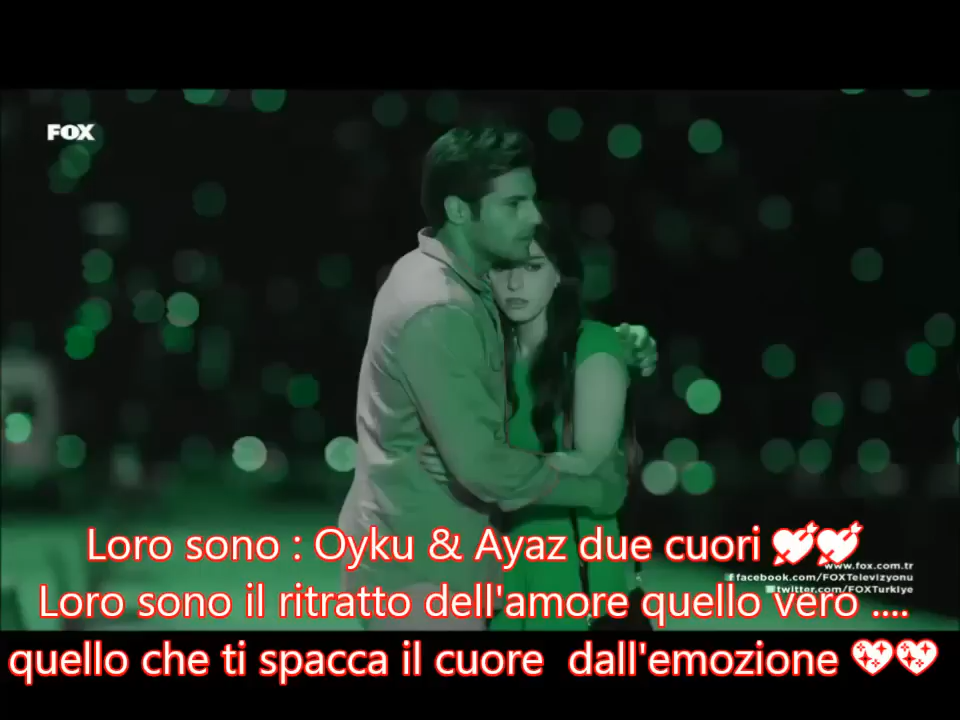 FOX
Loro sono : Oyku & Ayaz due cuori 💘💘
www.fox.com.tr
facebook.com/FOXTelevizyonu
Loro sono il ritratto dell'amore quello vero ....
twitter.com/FOXTurkiye
quello che ti spacca il cuore dall'emozione 💖💖